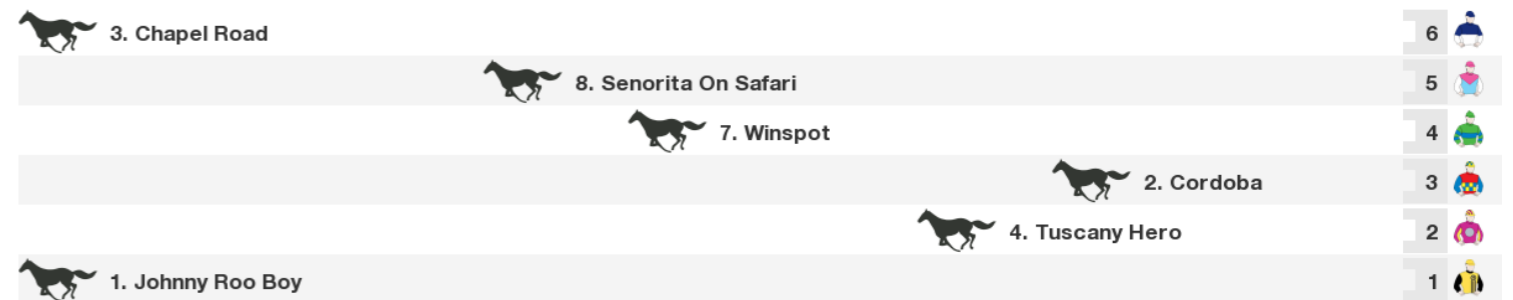 3. Chapel Road 6
8. Senorita On Safari 5
7. Winspot 4
2. Cordoba 3
4. Tuscany Hero 2
1. Johnny Roo Boy 1